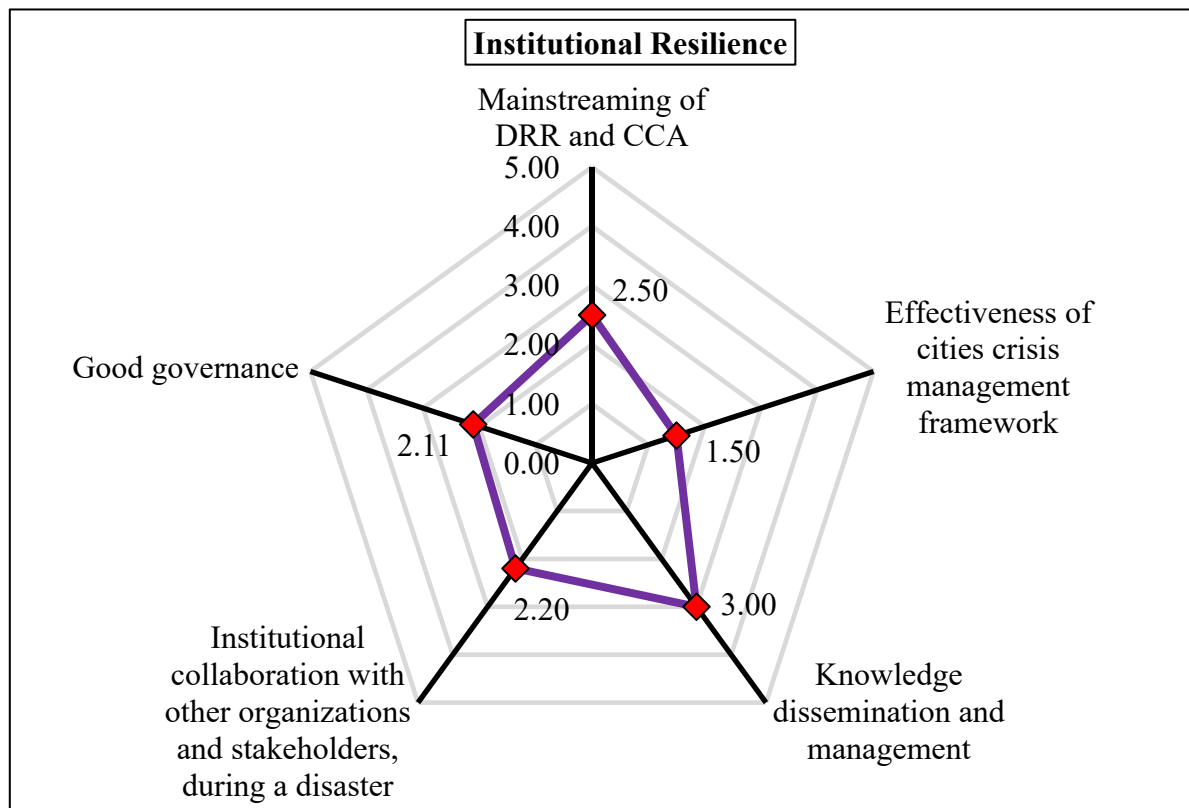 Institutional Resilience
Mainstreaming of
DRR and CCA
5.00
4.00
3.00
2.00
1.00
0.00
2.50
Effectiveness of
cities crisis
management
framework
1.50
3.00
Knowledge
dissemination and
management
2.20
Institutional
collaboration with
other organizations
and stakeholders,
during a disaster
2.11
Good governance